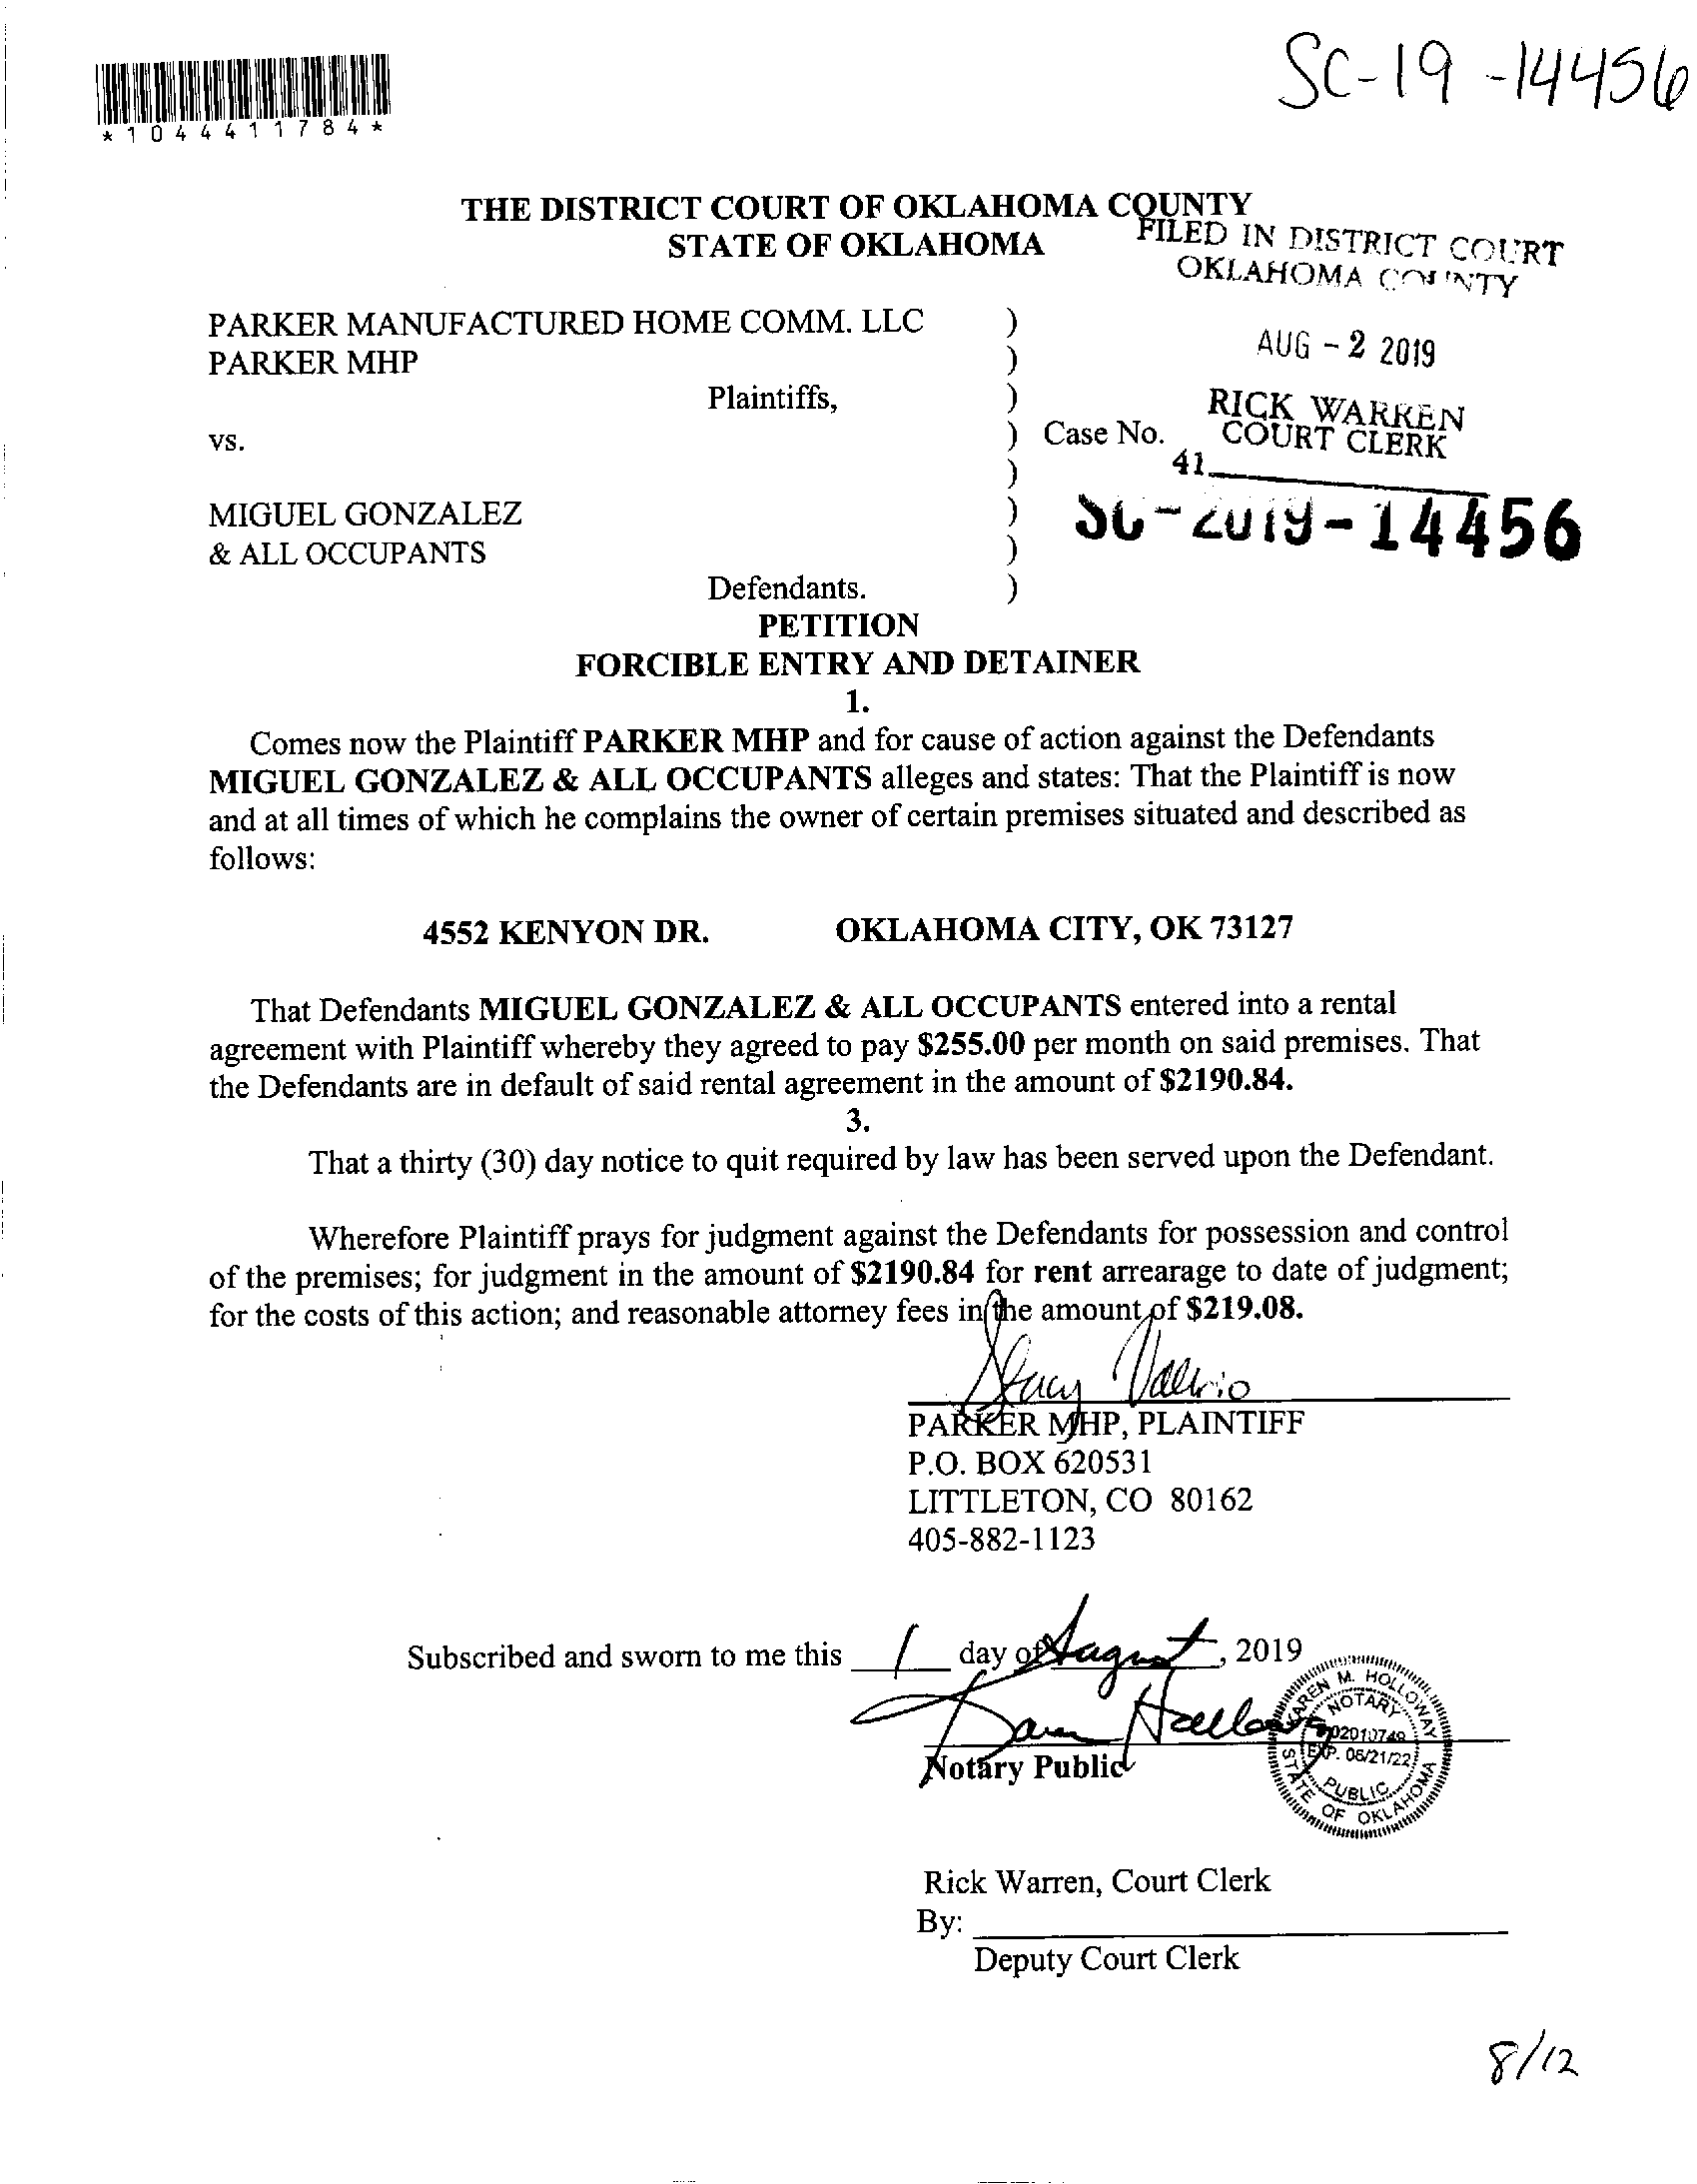 SC-19-14456
*1044411784*
THE DISTRICT COURT OF OKLAHOMA COUNTY
STATE OF OKLAHOMA
FILED IN DISTRICT COURT
OKLAHOMA COUNTY
PARKER MANUFACTURED HOME COMM. LLC )
PARKER MHP )
AUG - 2 2019
Plaintiffs, )
RICK WARREN
COURT CLERK
vs. ) Case No.
41
)
MIGUEL GONZALEZ )
SC-2019-14456
& ALL OCCUPANTS )
Defendants. )
PETITION
FORCIBLE ENTRY AND DETAINER
1.
Comes now the Plaintiff PARKER MHP and for cause of action against the Defendants
MIGUEL GONZALEZ & ALL OCCUPANTS alleges and states: That the Plaintiff is now
and at all times of which he complains the owner of certain premises situated and described as
follows:
4552 KENYON DR. OKLAHOMA CITY, OK 73127
That Defendants MIGUEL GONZALEZ & ALL OCCUPANTS entered into a rental
agreement with Plaintiff whereby they agreed to pay $255.00 per month on said premises. That
the Defendants are in default of said rental agreement in the amount of $2190.84.
3.
That a thirty (30) day notice to quit required by law has been served upon the Defendant.
Wherefore Plaintiff prays for judgment against the Defendants for possession and control
of the premises; for judgment in the amount of $2190.84 for rent arrearage to date of judgment;
for the costs of this action; and reasonable attorney fees in the amount of $219.08.
Stacy Valerio
PARKER MHP, PLAINTIFF
P.O. BOX 620531
LITTLETON, CO 80162
405-882-1123
Subscribed and sworn to me this 1 day of August, 2019
Karen Holloway
Notary Public
KAREN M. HOLLOWAY
NOTARY
EXP. 06/21/22
PUBLIC
STATE OF OKLAHOMA
Rick Warren, Court Clerk
By:
Deputy Court Clerk
8/12